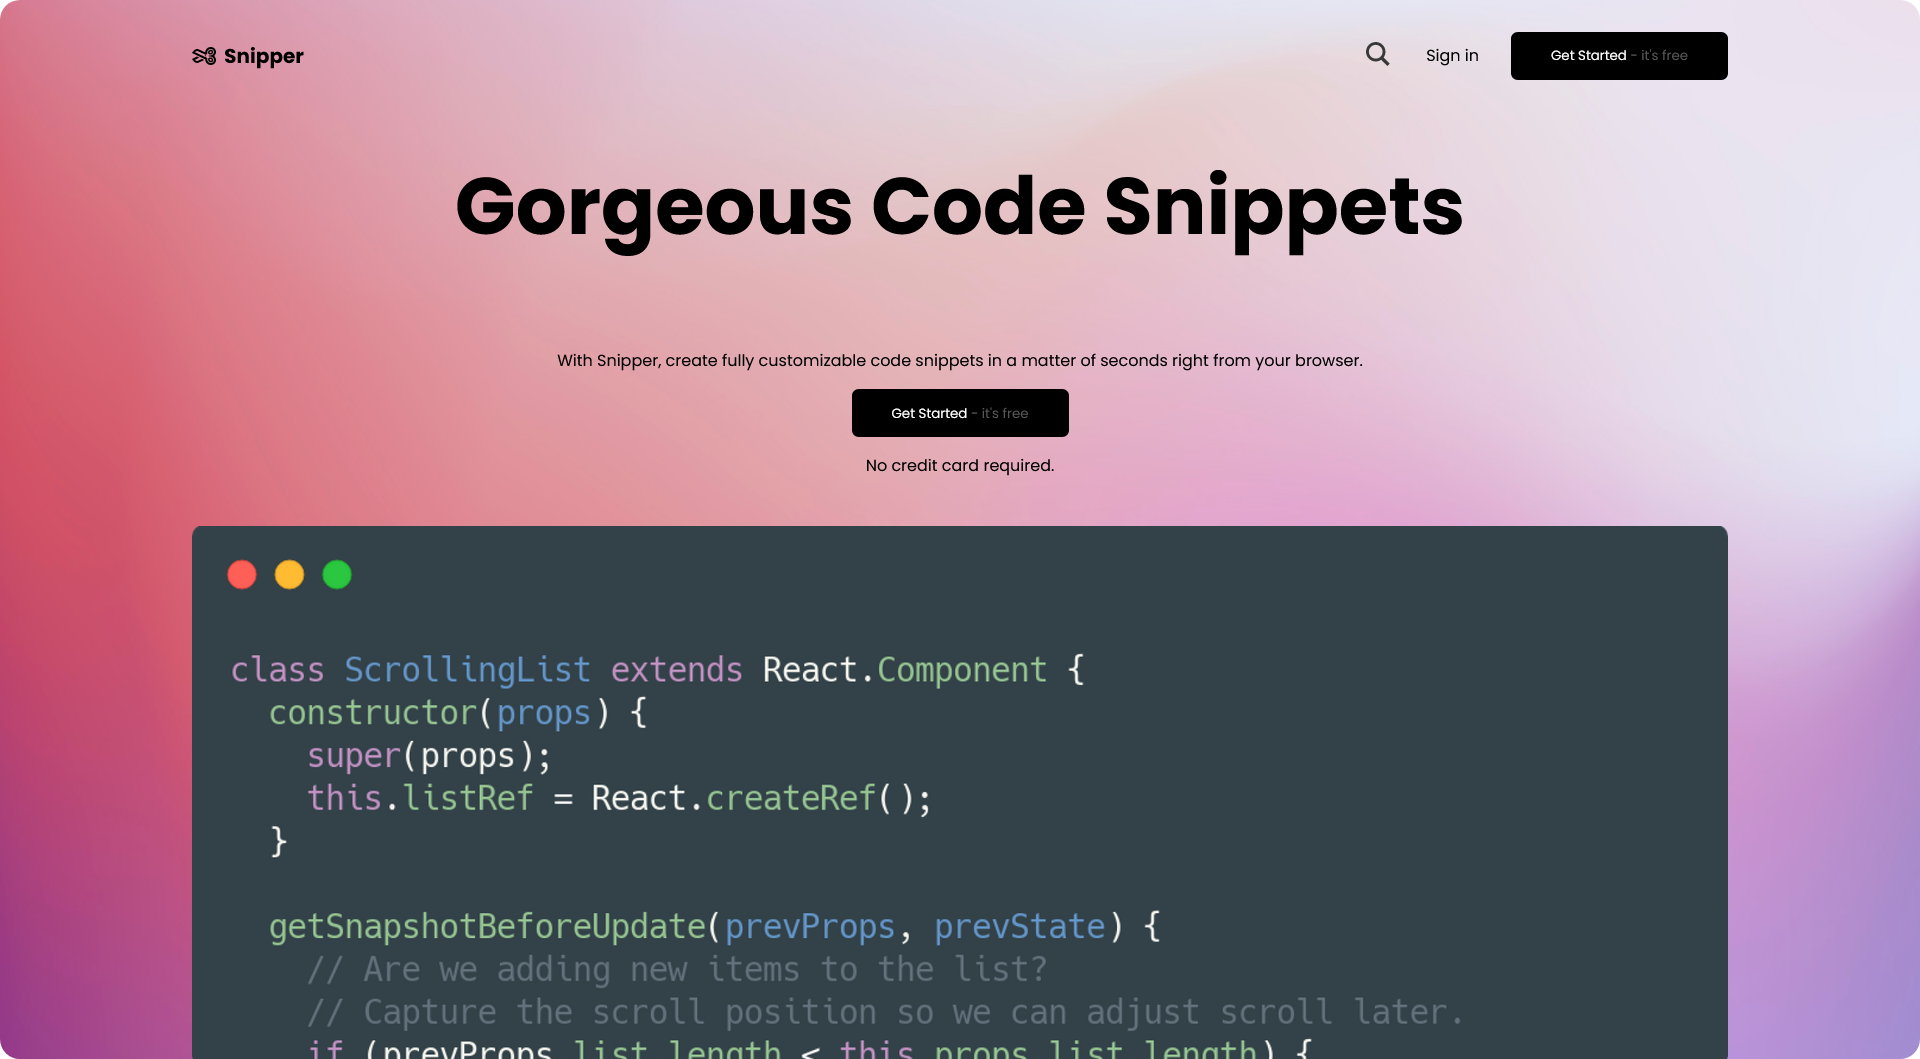 Snipper
Sign in
Get Started - it's free
Gorgeous Code Snippets
With Snipper, create fully customizable code snippets in a matter of seconds right from your browser.
Get Started - it's free
No credit card required.
class ScrollingList extends React.Component {
  constructor(props) {
    super(props);
    this.listRef = React.createRef();
  }
  getSnapshotBeforeUpdate(prevProps, prevState) {
    // Are we adding new items to the list?
    // Capture the scroll position so we can adjust scroll later.
    if (prevProps.list.length < this.props.list.length) {